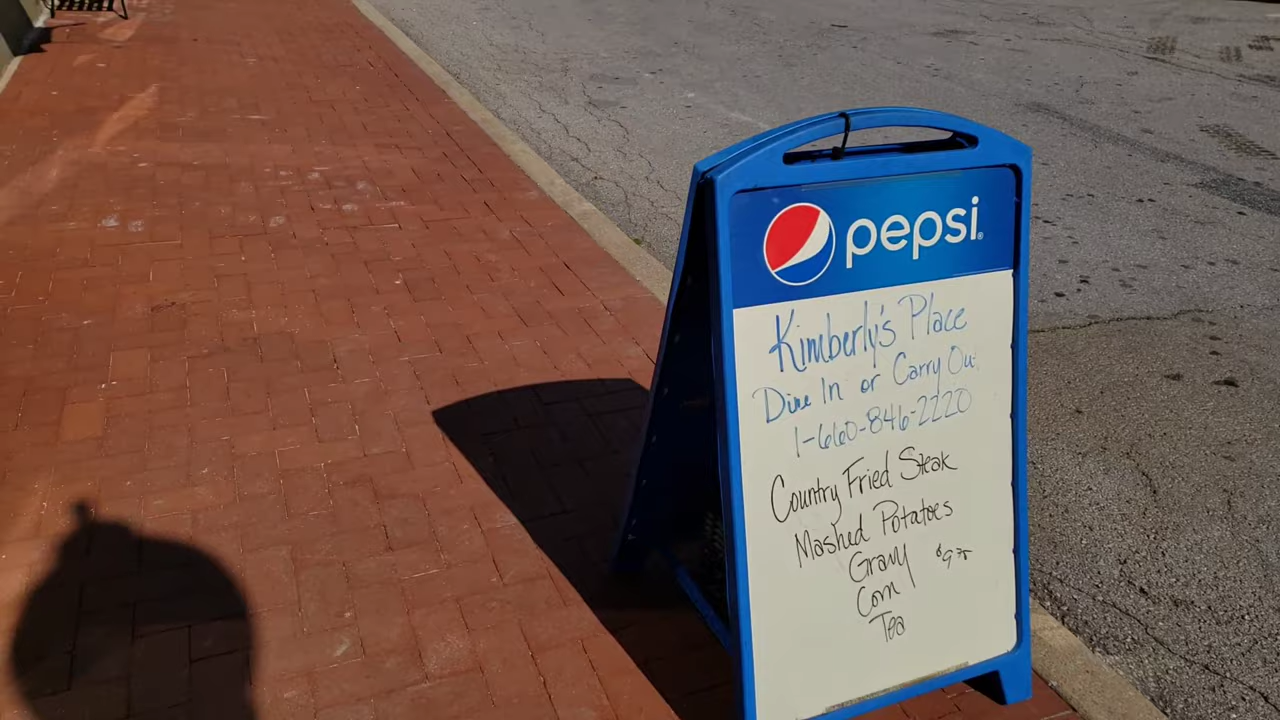 pepsi
Kimberly's Place
Dine In or Carry Out
1-660-846-2220
Country Fried Steak
Mashed Potatoes
Gravy $9.75
Corn
Tea